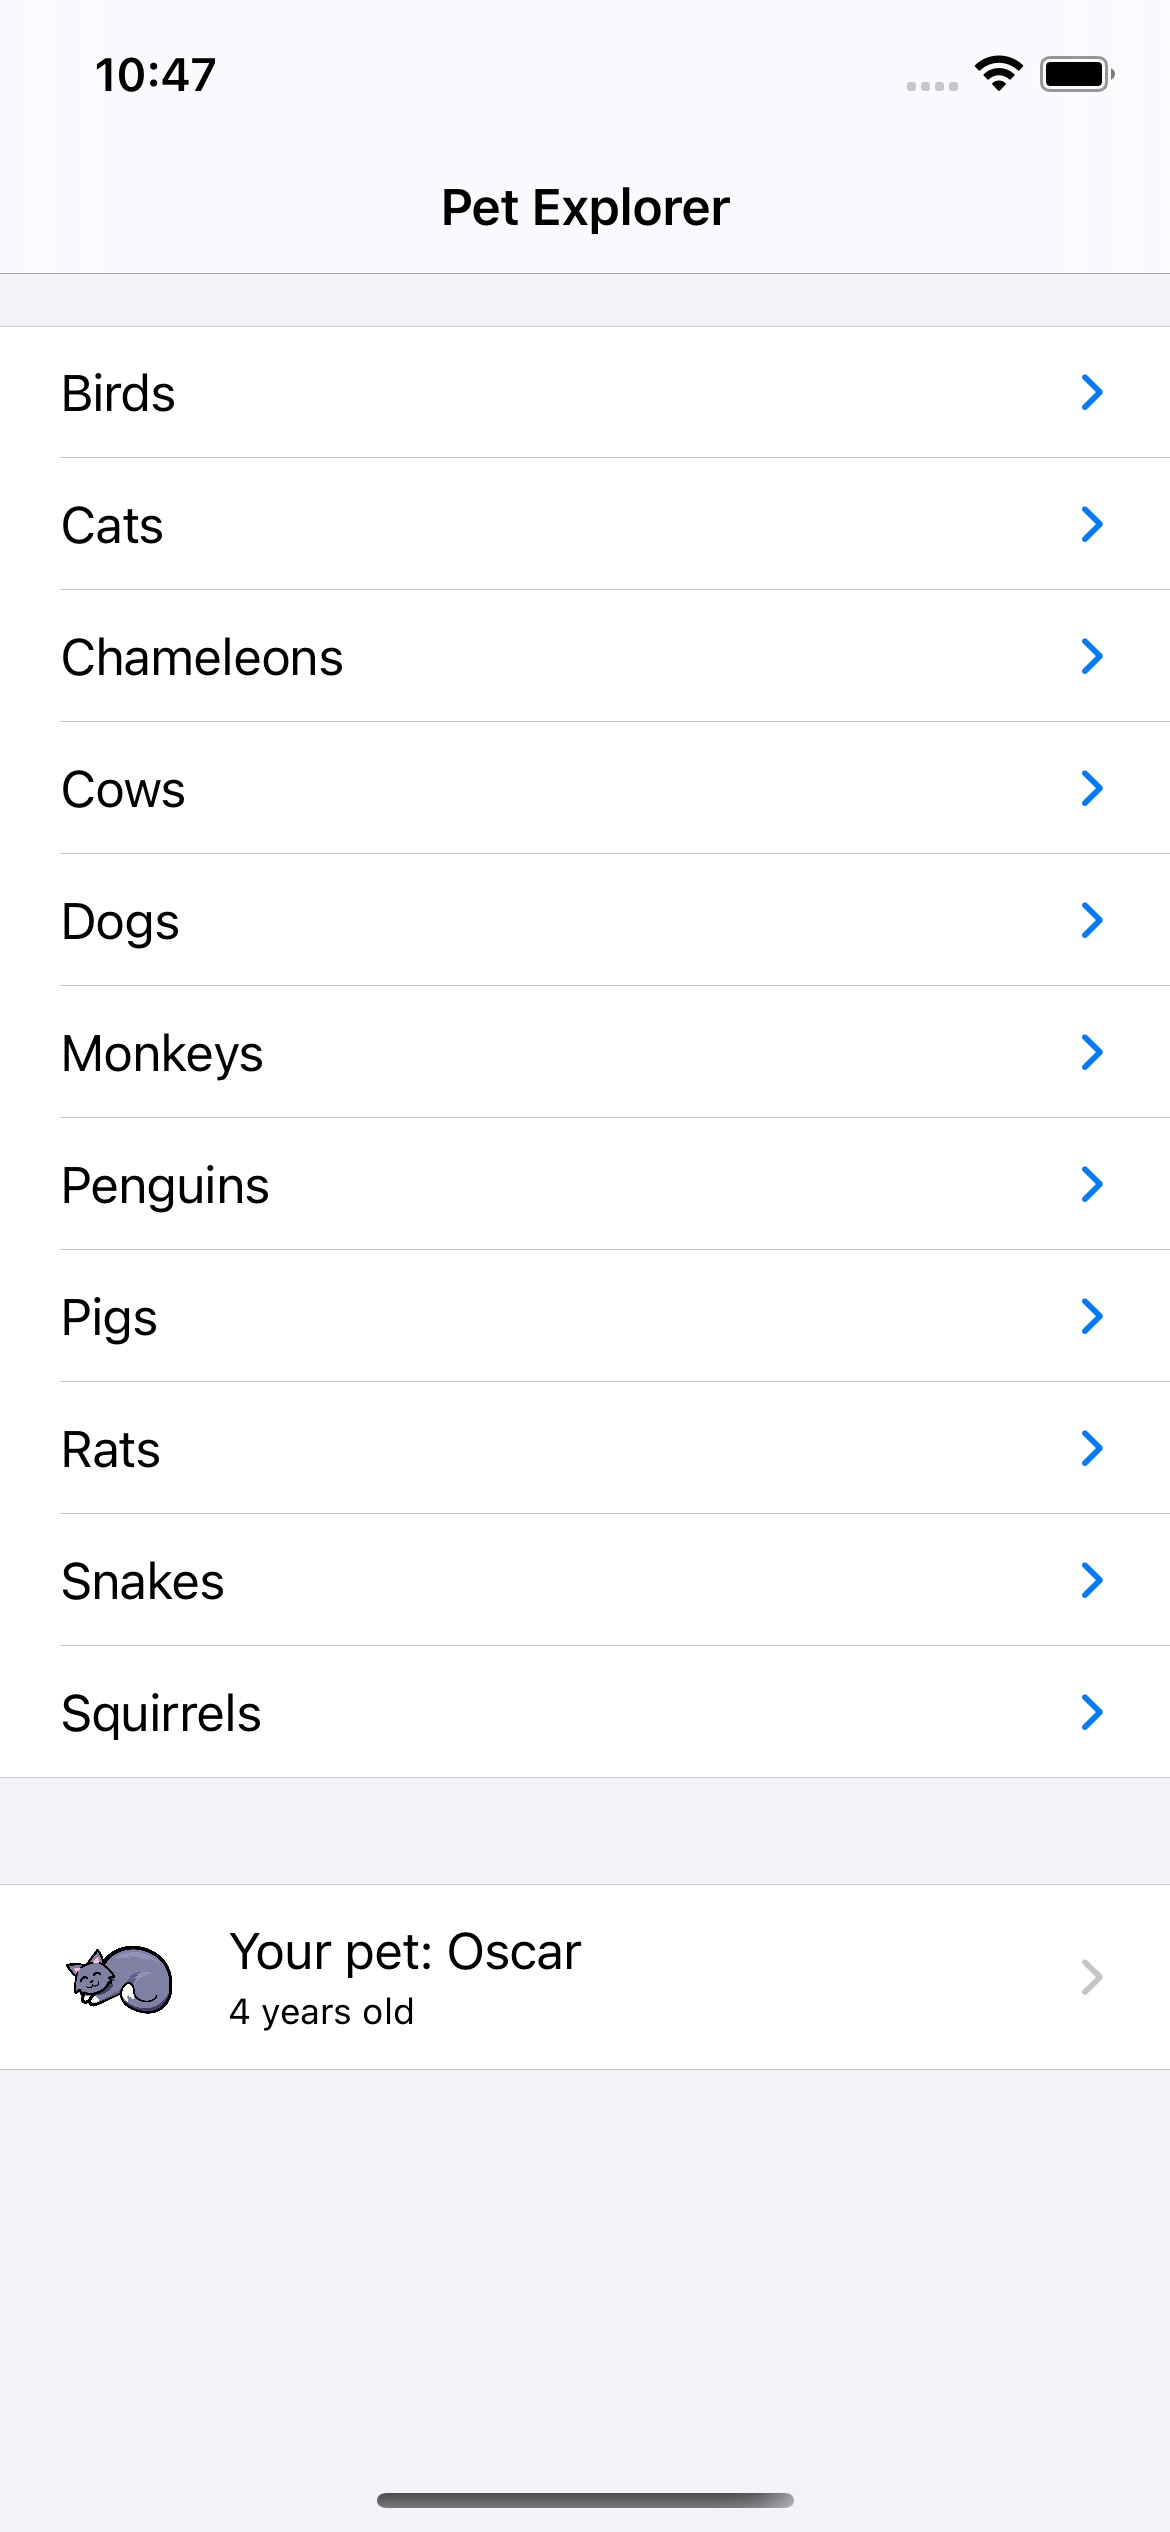 10:47
Pet Explorer
Birds
Cats
Chameleons
Cows
Dogs
Monkeys
Penguins
Pigs
Rats
Snakes
Squirrels
Your pet: Oscar
4 years old